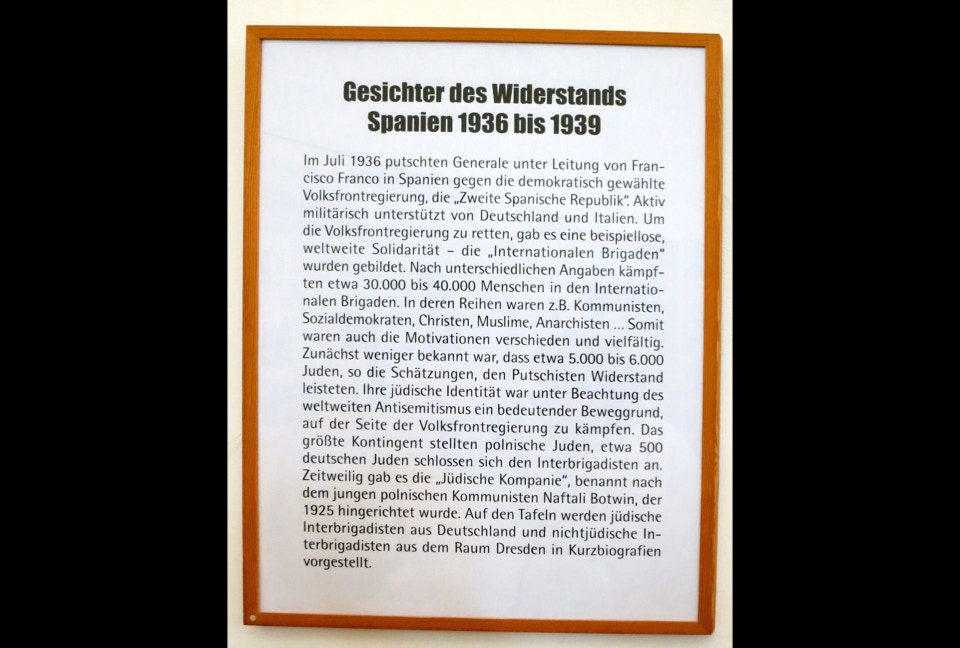 Gesichter des Widerstands
Spanien 1936 bis 1939
Im Juli 1936 putschten Generale unter Leitung von Fran-
cisco Franco in Spanien gegen die demokratisch gewählte
Volksfrontregierung, die „Zweite Spanische Republik“. Aktiv
militärisch unterstützt von Deutschland und Italien. Um
die Volksfrontregierung zu retten, gab es eine beispiellose,
weltweite Solidarität – die „Internationalen Brigaden“
wurden gebildet. Nach unterschiedlichen Angaben kämpf-
ten etwa 30.000 bis 40.000 Menschen in den Internatio-
nalen Brigaden. In deren Reihen waren z.B. Kommunisten,
Sozialdemokraten, Christen, Muslime, Anarchisten ... Somit
waren auch die Motivationen verschieden und vielfältig.
Zunächst weniger bekannt war, dass etwa 5.000 bis 6.000
Juden, so die Schätzungen, den Putschisten Widerstand
leisteten. Ihre jüdische Identität war unter Beachtung des
weltweiten Antisemitismus ein bedeutender Beweggrund,
auf der Seite der Volksfrontregierung zu kämpfen. Das
größte Kontingent stellten polnische Juden, etwa 500
deutschen Juden schlossen sich den Interbrigadisten an.
Zeitweilig gab es die „Jüdische Kompanie“, benannt nach
dem jungen polnischen Kommunisten Naftali Botwin, der
1925 hingerichtet wurde. Auf den Tafeln werden jüdische
Interbrigadisten aus Deutschland und nichtjüdische In-
terbrigadisten aus dem Raum Dresden in Kurzbiografien
vorgestellt.